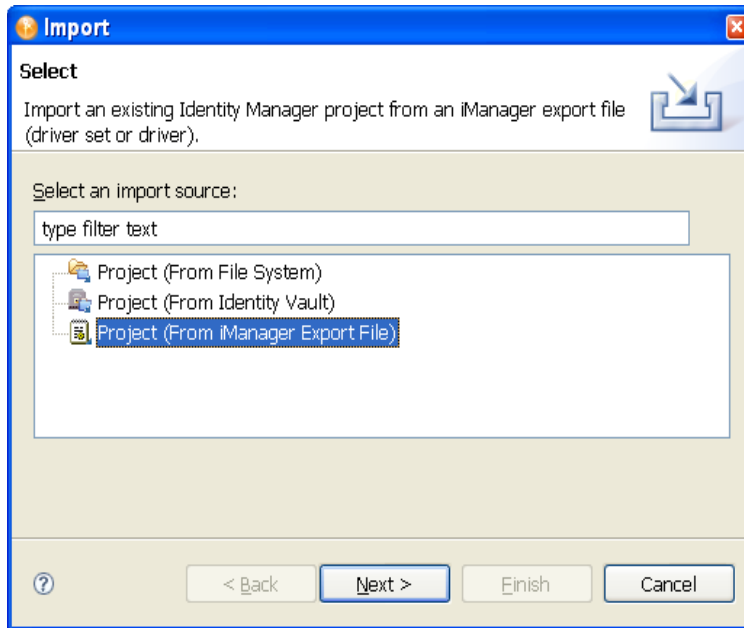 Import
Select
Import an existing Identity Manager project from an iManager export file
(driver set or driver).
Select an import source:
type filter text
Project (From File System)
Project (From Identity Vault)
Project (From iManager Export File)
? < Back Next > Finish Cancel